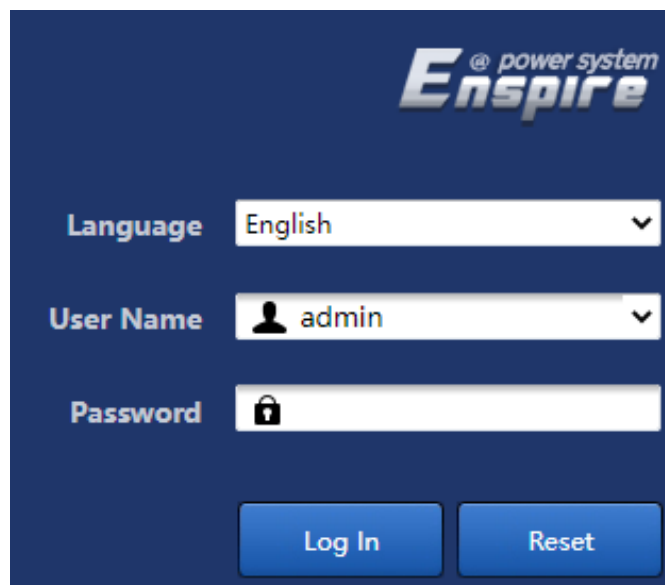 @ power system
Enspire
Language English
User Name admin
Password
Log In Reset